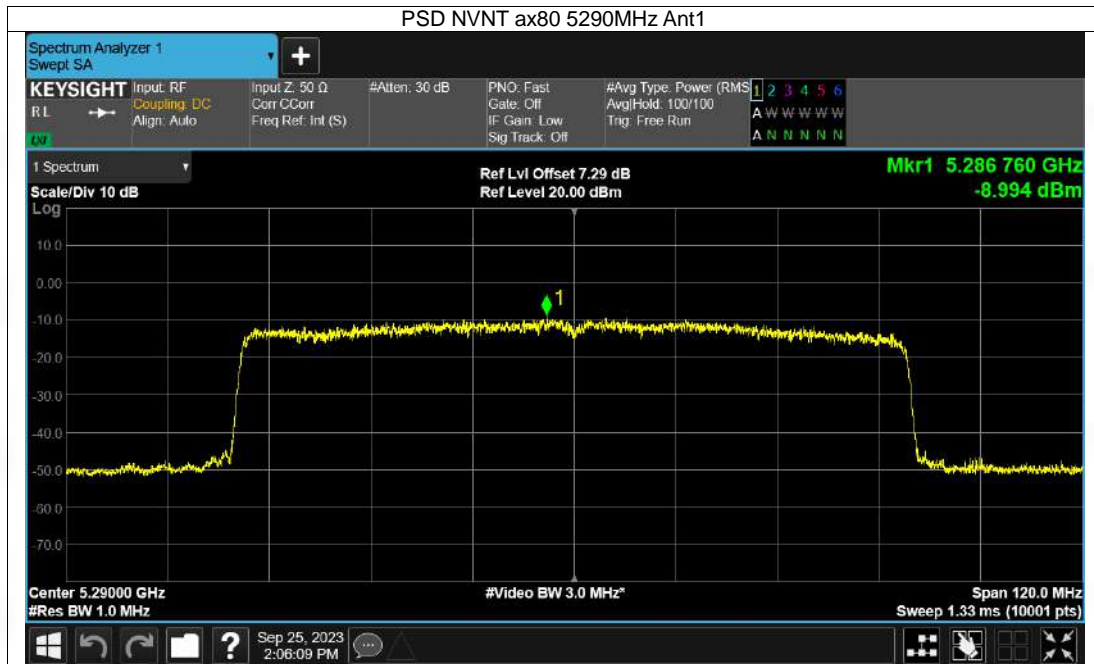 PSD NVNT ax80 5290MHz Ant1
Spectrum Analyzer 1
Swept SA
+
KEYSIGHT Input: RF Input Z: 50 Ω #Atten: 30 dB PNO: Fast #Avg Type: Power (RMS 1 2 3 4 5 6
RL Coupling: DC Corr CCorr Gate: Off Avg|Hold: 100/100 A W W W W W
Align: Auto Freq Ref: Int (S) IF Gain: Low Trig: Free Run
Sig Track: Off A N N N N N
LXI
1 Spectrum Ref Lvl Offset 7.29 dB Mkr1 5.286 760 GHz
Scale/Div 10 dB Ref Level 20.00 dBm -8.994 dBm
Log
10.0
0.00
1
-10.0
-20.0
-30.0
-40.0
-50.0
-60.0
-70.0
Center 5.29000 GHz #Video BW 3.0 MHz* Span 120.0 MHz
#Res BW 1.0 MHz Sweep 1.33 ms (10001 pts)
? Sep 25, 2023
2:06:09 PM